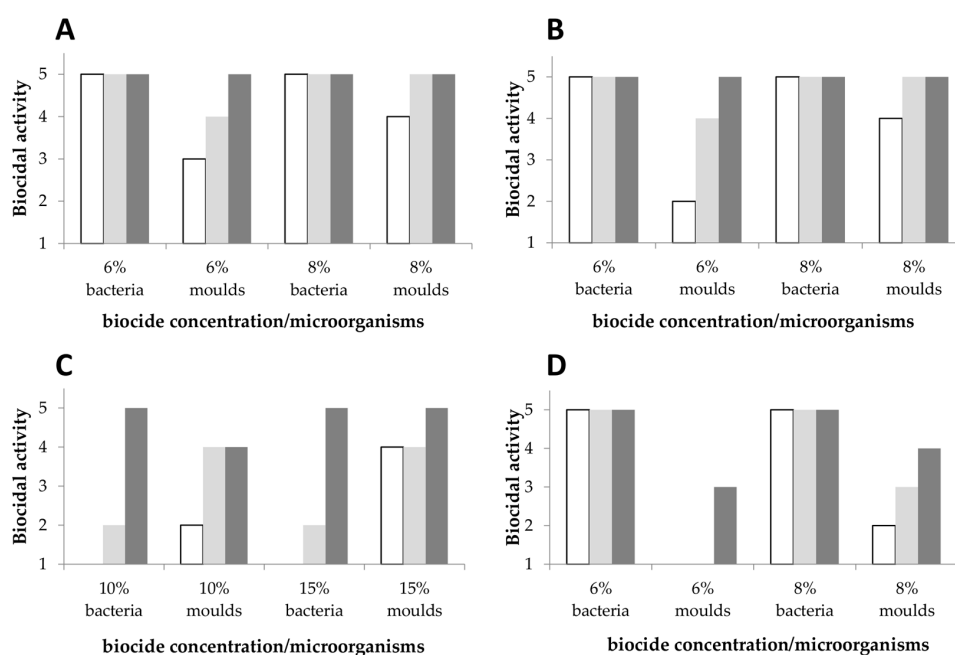 A
Biocidal activity
5
4
3
2
1
6% 6% 8% 8%
bacteria moulds bacteria moulds
biocide concentration/microorganisms
B
Biocidal activity
5
4
3
2
1
6% 6% 8% 8%
bacteria moulds bacteria moulds
biocide concentration/microorganisms
C
Biocidal activity
5
4
3
2
1
10% 10% 15% 15%
bacteria moulds bacteria moulds
biocide concentration/microorganisms
D
Biocidal activity
5
4
3
2
1
6% 6% 8% 8%
bacteria moulds bacteria moulds
biocide concentration/microorganisms